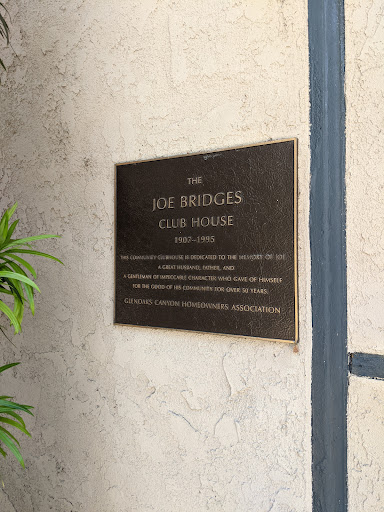 THE
JOE BRIDGES
CLUB HOUSE
1907–1995
THIS COMMUNITY CLUBHOUSE IS DEDICATED TO THE MEMORY OF JOE
A GREAT HUSBAND, FATHER, AND
A GENTLEMAN OF IMPECCABLE CHARACTER WHO GAVE OF HIMSELF
FOR THE GOOD OF HIS COMMUNITY FOR OVER 50 YEARS.
GLENOAKS CANYON HOMEOWNERS ASSOCIATION